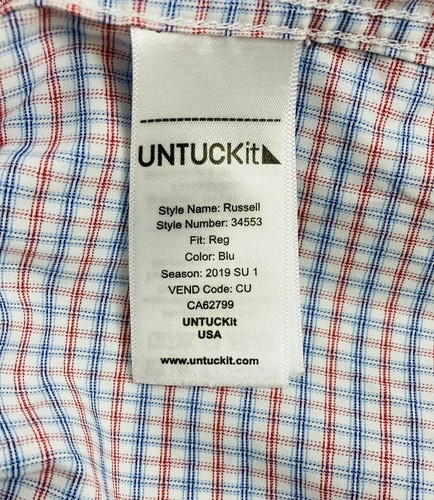 UNTUCKit
Style Name: Russell
Style Number: 34553
Fit: Reg
Color: Blu
Season: 2019 SU 1
VEND Code: CU
CA62799
UNTUCKit
USA
www.untuckit.com